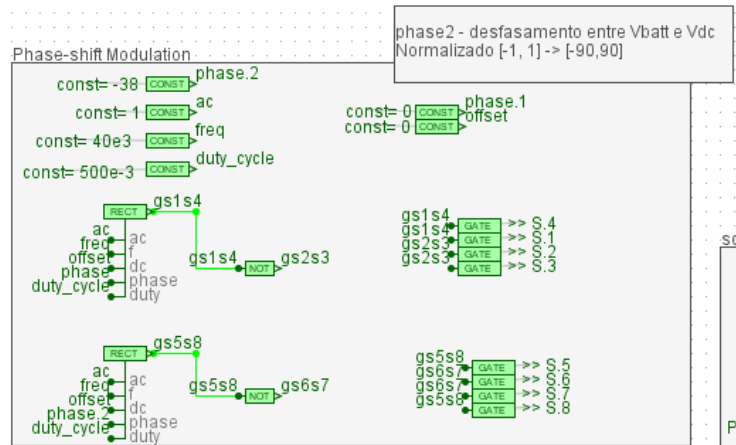 phase2 - desfasamento entre Vbatt e Vdc
Normalizado [-1, 1] -> [-90,90]
Phase-shift Modulation
const= -38 CONST phase.2
const= 1 CONST ac
const= 40e3 CONST freq
const= 500e-3 CONST duty_cycle
const= 0 CONST phase.1
const= 0 CONST offset
RECT gs1s4
ac ac
freq f
offset dc
phase phase
duty_cycle duty
gs1s4 NOT gs2s3
gs1s4 GATE >> S.4
gs1s4 GATE >> S.1
gs2s3 GATE >> S.2
gs2s3 GATE >> S.3
RECT gs5s8
ac ac
freq f
offset dc
phase.2 phase
duty_cycle duty
gs5s8 NOT gs6s7
gs5s8 GATE >> S.5
gs6s7 GATE >> S.6
gs6s7 GATE >> S.7
gs5s8 GATE >> S.8